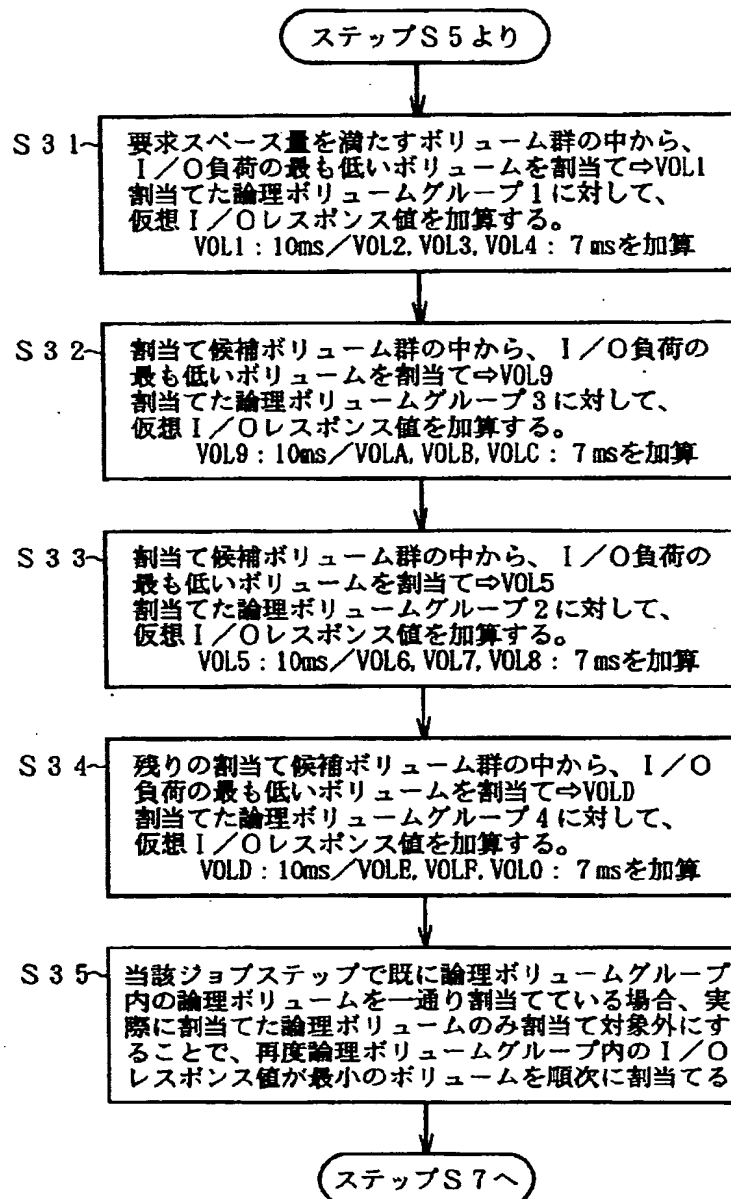 ステップS5より
S31
要求スペース量を満たすボリューム群の中から、
I/O負荷の最も低いボリュームを割当て⇨VOL1
割当てた論理ボリュームグループ1に対して、
仮想I/Oレスポンス値を加算する。
VOL1:10ms/VOL2,VOL3,VOL4:7msを加算
S32
割当て候補ボリューム群の中から、I/O負荷の
最も低いボリュームを割当て⇨VOL9
割当てた論理ボリュームグループ3に対して、
仮想I/Oレスポンス値を加算する。
VOL9:10ms/VOLA,VOLB,VOLC:7msを加算
S33
割当て候補ボリューム群の中から、I/O負荷の
最も低いボリュームを割当て⇨VOL5
割当てた論理ボリュームグループ2に対して、
仮想I/Oレスポンス値を加算する。
VOL5:10ms/VOL6,VOL7,VOL8:7msを加算
S34
残りの割当て候補ボリューム群の中から、I/O
負荷の最も低いボリュームを割当て⇨VOLD
割当てた論理ボリュームグループ4に対して、
仮想I/Oレスポンス値を加算する。
VOLD:10ms/VOLE,VOLF,VOL0:7msを加算
S35
当該ジョブステップで既に論理ボリュームグループ
内の論理ボリュームを一通り割当てている場合、実
際に割当てた論理ボリュームのみ割当て対象外にす
ることで、再度論理ボリュームグループ内のI/O
レスポンス値が最小のボリュームを順次に割当てる
ステップS7へ